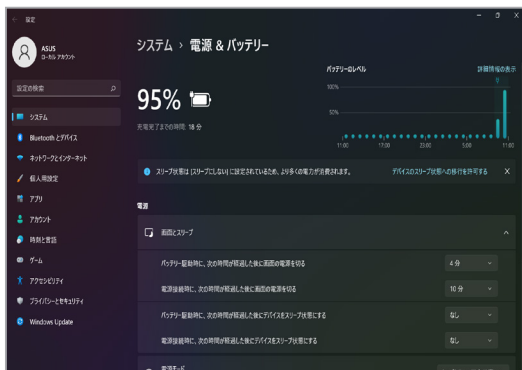 設定
ASUS
ローカル アカウント
設定の検索
システム
Bluetooth とデバイス
ネットワークとインターネット
個人用設定
アプリ
アカウント
時刻と言語
ゲーム
アクセシビリティ
プライバシーとセキュリティ
Windows Update
システム › 電源 & バッテリー
95%
充電完了までの時間: 18 分
バッテリーのレベル
詳細情報の表示
100%
50%
11:00 17:00 23:00 5:00 11:00
スリープ状態は [スリープにしない] に設定されているため、より多くの電力が消費されます。
デバイスのスリープ状態への移行を許可する
電源
画面とスリープ
バッテリー駆動時に、次の時間が経過した後に画面の電源を切る
4 分
電源接続時に、次の時間が経過した後に画面の電源を切る
10 分
バッテリー駆動時に、次の時間が経過した後にデバイスをスリープ状態にする
なし
電源接続時に、次の時間が経過した後にデバイスをスリープ状態にする
なし
電源モード